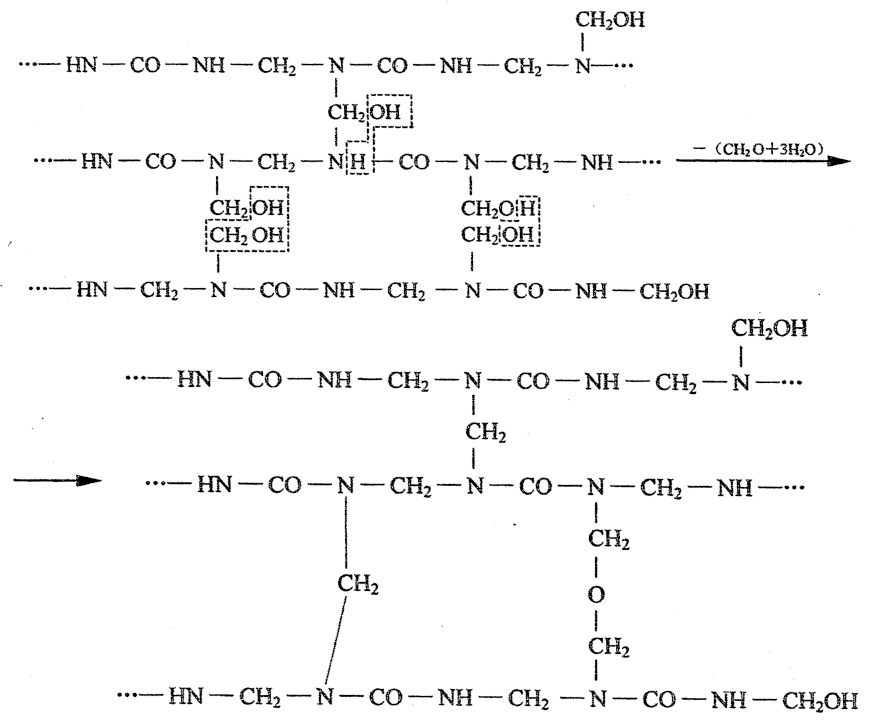 CH₂OH
···—HN—CO—NH—CH₂—N—CO—NH—CH₂—N—···
CH₂OH
···—HN—CO—N—CH₂—NH—CO—N—CH₂—NH—··· −(CH₂O+3H₂O)
CH₂OH CH₂OH
CH₂OH CH₂OH
···—HN—CH₂—N—CO—NH—CH₂—N—CO—NH—CH₂OH
CH₂OH
···—HN—CO—NH—CH₂—N—CO—NH—CH₂—N—···
CH₂
···—HN—CO—N—CH₂—N—CO—N—CH₂—NH—···
CH₂
CH₂
O
CH₂
···—HN—CH₂—N—CO—NH—CH₂—N—CO—NH—CH₂OH